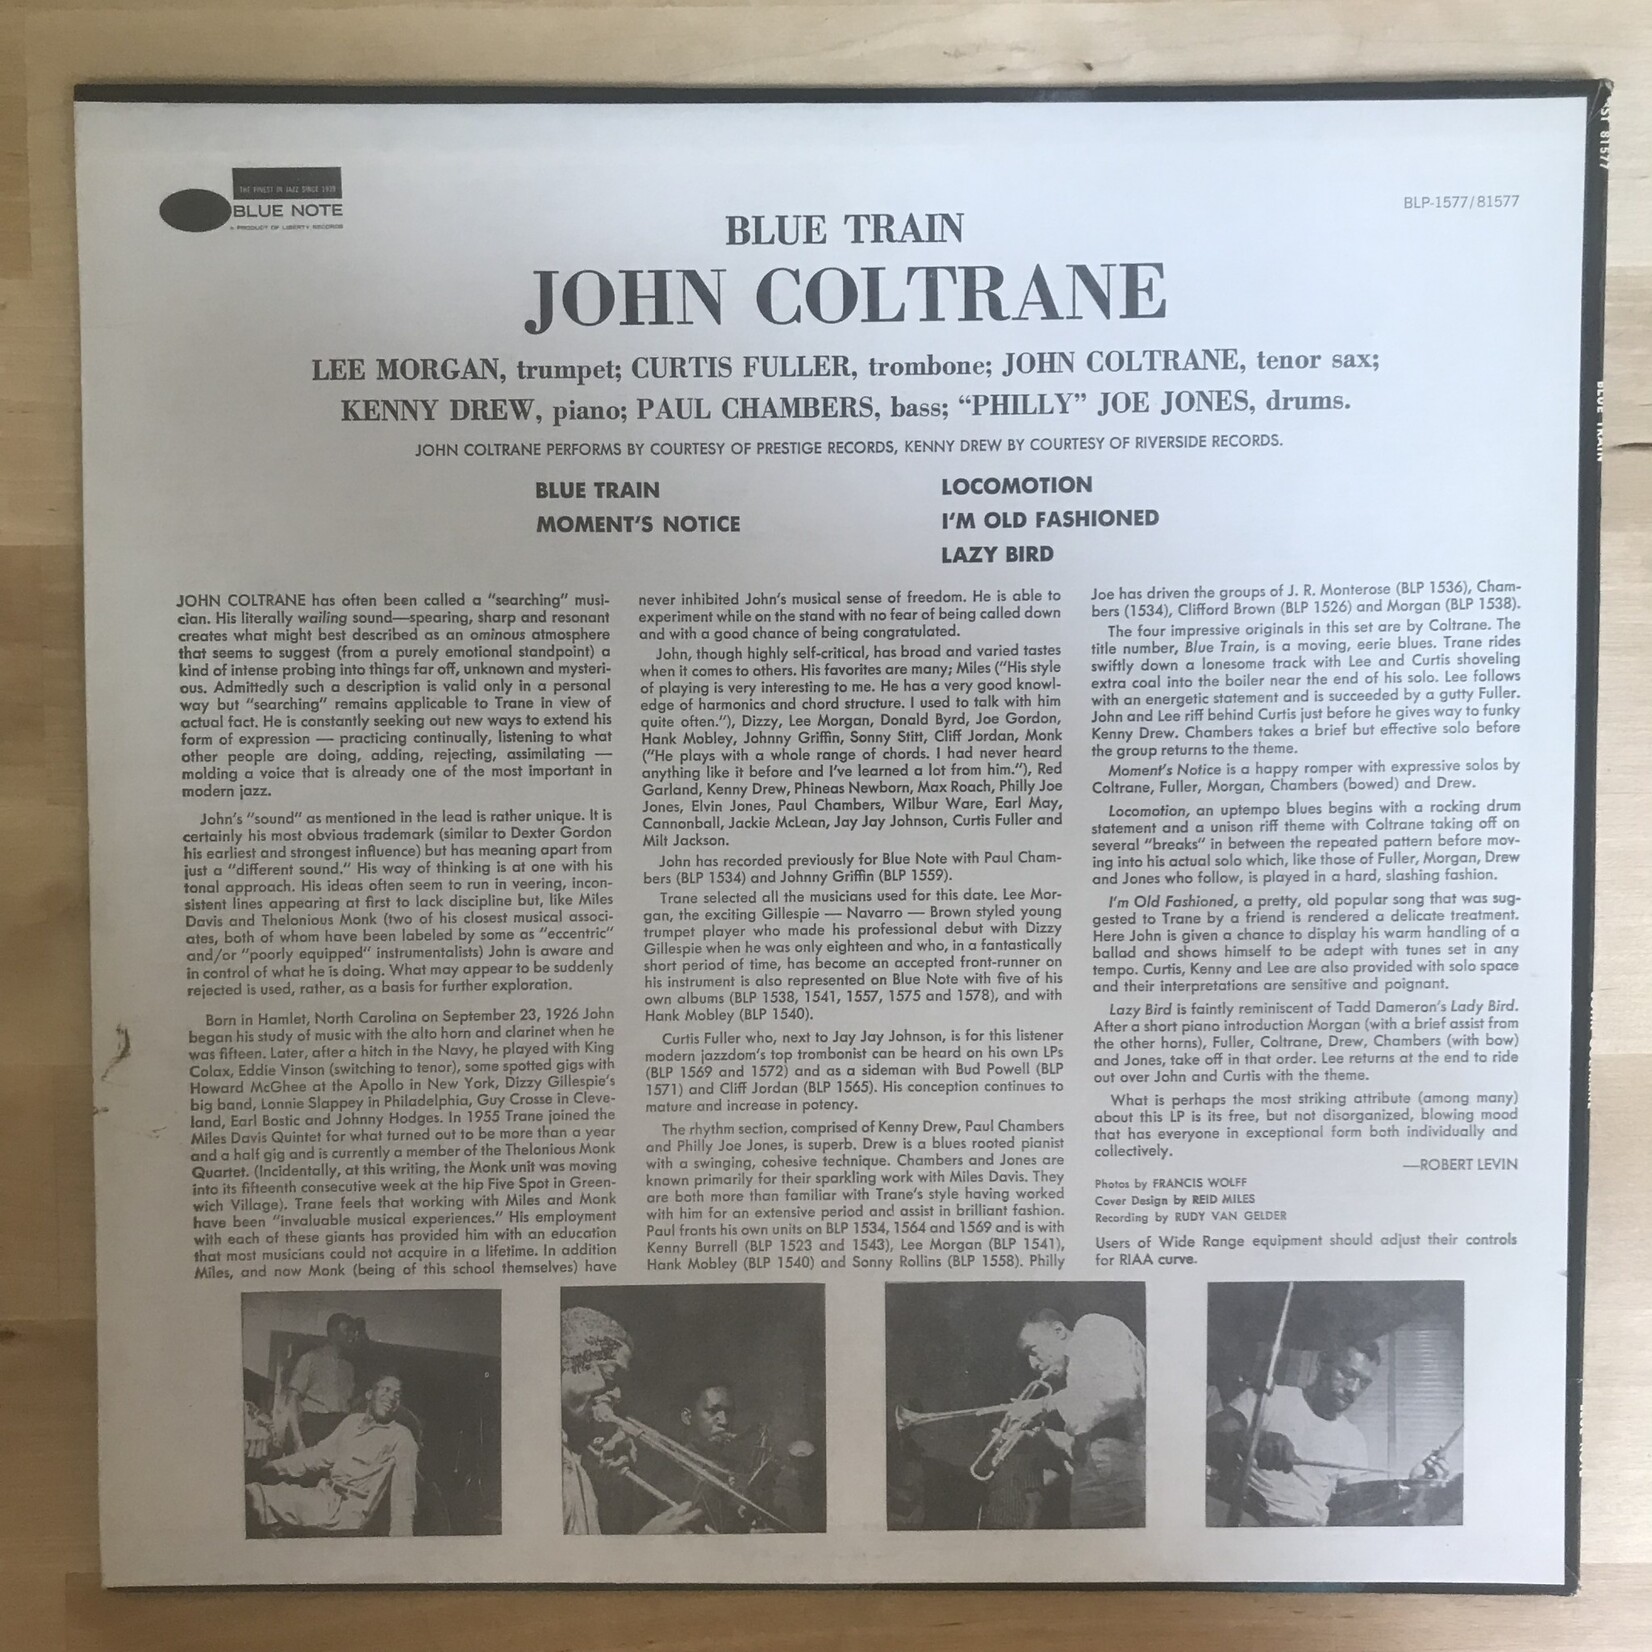 THE FINEST IN JAZZ SINCE 1939
BLUE NOTE
A PRODUCT OF LIBERTY RECORDS
BLP-1577/81577
BST 81577
BLUE TRAIN
JOHN COLTRANE
LEE MORGAN, trumpet; CURTIS FULLER, trombone; JOHN COLTRANE, tenor sax;
KENNY DREW, piano; PAUL CHAMBERS, bass; “PHILLY” JOE JONES, drums.
JOHN COLTRANE PERFORMS BY COURTESY OF PRESTIGE RECORDS, KENNY DREW BY COURTESY OF RIVERSIDE RECORDS.
BLUE TRAIN
MOMENT'S NOTICE
LOCOMOTION
I'M OLD FASHIONED
LAZY BIRD
JOHN COLTRANE has often been called a "searching" musi-
cian. His literally wailing sound—spearing, sharp and resonant
creates what might best described as an ominous atmosphere
that seems to suggest (from a purely emotional standpoint) a
kind of intense probing into things far off, unknown and mysteri-
ous. Admittedly such a description is valid only in a personal
way but "searching" remains applicable to Trane in view of
actual fact. He is constantly seeking out new ways to extend his
form of expression — practicing continually, listening to what
other people are doing, adding, rejecting, assimilating —
molding a voice that is already one of the most important in
modern jazz.
John's "sound" as mentioned in the lead is rather unique. It is
certainly his most obvious trademark (similar to Dexter Gordon
his earliest and strongest influence) but has meaning apart from
just a "different sound." His way of thinking is at one with his
tonal approach. His ideas often seem to run in veering, incon-
sistent lines appearing at first to lack discipline but, like Miles
Davis and Thelonious Monk (two of his closest musical associ-
ates, both of whom have been labeled by some as "eccentric"
and/or "poorly equipped" instrumentalists) John is aware and
in control of what he is doing. What may appear to be suddenly
rejected is used, rather, as a basis for further exploration.
Born in Hamlet, North Carolina on September 23, 1926 John
began his study of music with the alto horn and clarinet when he
was fifteen. Later, after a hitch in the Navy, he played with King
Colax, Eddie Vinson (switching to tenor), some spotted gigs with
Howard McGhee at the Apollo in New York, Dizzy Gillespie's
big band, Lonnie Slappey in Philadelphia, Guy Crosse in Cleve-
land, Earl Bostic and Johnny Hodges. In 1955 Trane joined the
Miles Davis Quintet for what turned out to be more than a year
and a half gig and is currently a member of the Thelonious Monk
Quartet. (Incidentally, at this writing, the Monk unit was moving
into its fifteenth consecutive week at the hip Five Spot in Green-
wich Village). Trane feels that working with Miles and Monk
have been "invaluable musical experiences." His employment
with each of these giants has provided him with an education
that most musicians could not acquire in a lifetime. In addition
Miles, and now Monk (being of this school themselves) have
never inhibited John's musical sense of freedom. He is able to
experiment while on the stand with no fear of being called down
and with a good chance of being congratulated.
John, though highly self-critical, has broad and varied tastes
when it comes to others. His favorites are many; Miles ("His style
of playing is very interesting to me. He has a very good knowl-
edge of harmonics and chord structure. I used to talk with him
quite often."), Dizzy, Lee Morgan, Donald Byrd, Joe Gordon,
Hank Mobley, Johnny Griffin, Sonny Stitt, Cliff Jordan, Monk
("He plays with a whole range of chords. I had never heard
anything like it before and I've learned a lot from him."), Red
Garland, Kenny Drew, Phineas Newborn, Max Roach, Philly Joe
Jones, Elvin Jones, Paul Chambers, Wilbur Ware, Earl May,
Cannonball, Jackie McLean, Jay Jay Johnson, Curtis Fuller and
Milt Jackson.
John has recorded previously for Blue Note with Paul Cham-
bers (BLP 1534) and Johnny Griffin (BLP 1559).
Trane selected all the musicians used for this date. Lee Mor-
gan, the exciting Gillespie — Navarro — Brown styled young
trumpet player who made his professional debut with Dizzy
Gillespie when he was only eighteen and who, in a fantastically
short period of time, has become an accepted front-runner on
his instrument is also represented on Blue Note with five of his
own albums (BLP 1538, 1541, 1557, 1575 and 1578), and with
Hank Mobley (BLP 1540).
Curtis Fuller who, next to Jay Jay Johnson, is for this listener
modern jazzdom's top trombonist can be heard on his own LPs
(BLP 1569 and 1572) and as a sideman with Bud Powell (BLP
1571) and Cliff Jordan (BLP 1565). His conception continues to
mature and increase in potency.
The rhythm section, comprised of Kenny Drew, Paul Chambers
and Philly Joe Jones, is superb. Drew is a blues rooted pianist
with a swinging, cohesive technique. Chambers and Jones are
known primarily for their sparkling work with Miles Davis. They
are both more than familiar with Trane's style having worked
with him for an extensive period and assist in brilliant fashion.
Paul fronts his own units on BLP 1534, 1564 and 1569 and is with
Kenny Burrell (BLP 1523 and 1543), Lee Morgan (BLP 1541),
Hank Mobley (BLP 1540) and Sonny Rollins (BLP 1558). Philly
Joe has driven the groups of J. R. Monterose (BLP 1536), Cham-
bers (1534), Clifford Brown (BLP 1526) and Morgan (BLP 1538).
The four impressive originals in this set are by Coltrane. The
title number, Blue Train, is a moving, eerie blues. Trane rides
swiftly down a lonesome track with Lee and Curtis shoveling
extra coal into the boiler near the end of his solo. Lee follows
with an energetic statement and is succeeded by a gutty Fuller.
John and Lee riff behind Curtis just before he gives way to funky
Kenny Drew. Chambers takes a brief but effective solo before
the group returns to the theme.
Moment's Notice is a happy romper with expressive solos by
Coltrane, Fuller, Morgan, Chambers (bowed) and Drew.
Locomotion, an uptempo blues begins with a rocking drum
statement and a unison riff theme with Coltrane taking off on
several "breaks" in between the repeated pattern before mov-
ing into his actual solo which, like those of Fuller, Morgan, Drew
and Jones who follow, is played in a hard, slashing fashion.
I'm Old Fashioned, a pretty, old popular song that was sug-
gested to Trane by a friend is rendered a delicate treatment.
Here John is given a chance to display his warm handling of a
ballad and shows himself to be adept with tunes set in any
tempo. Curtis, Kenny and Lee are also provided with solo space
and their interpretations are sensitive and poignant.
Lazy Bird is faintly reminiscent of Tadd Dameron's Lady Bird.
After a short piano introduction Morgan (with a brief assist from
the other horns), Fuller, Coltrane, Drew, Chambers (with bow)
and Jones, take off in that order. Lee returns at the end to ride
out over John and Curtis with the theme.
What is perhaps the most striking attribute (among many)
about this LP is its free, but not disorganized, blowing mood
that has everyone in exceptional form both individually and
collectively.
—ROBERT LEVIN
Photos by FRANCIS WOLFF
Cover Design by REID MILES
Recording by RUDY VAN GELDER
Users of Wide Range equipment should adjust their controls
for RIAA curve.
BLUE TRAIN